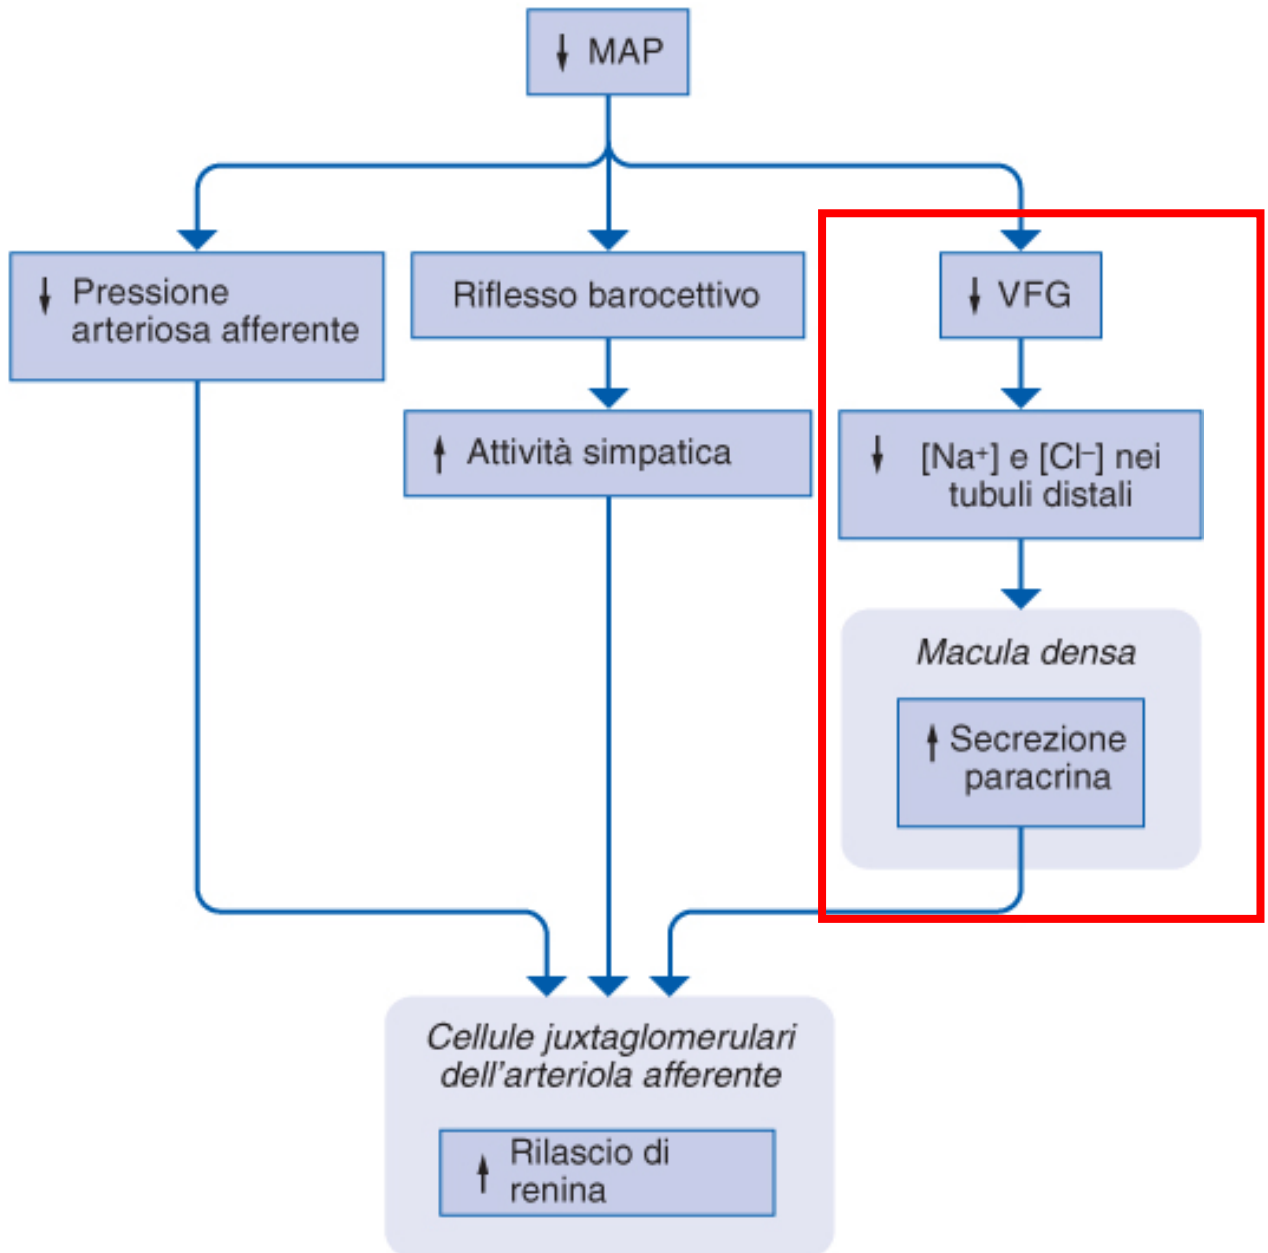 ↓ MAP
↓ Pressione
arteriosa afferente
Riflesso barocettivo
↑ Attività simpatica
↓ VFG
↓ [Na⁺] e [Cl⁻] nei
tubuli distali
Macula densa
↑ Secrezione
paracrina
Cellule juxtaglomerulari
dell’arteriola afferente
↑ Rilascio di
renina